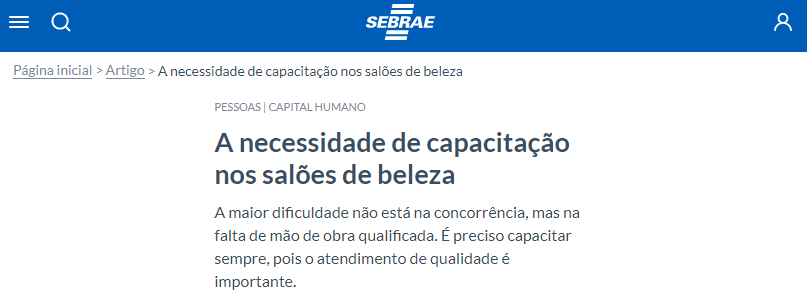 SEBRAE
Página inicial > Artigo > A necessidade de capacitação nos salões de beleza
PESSOAS | CAPITAL HUMANO
A necessidade de capacitação
nos salões de beleza
A maior dificuldade não está na concorrência, mas na
falta de mão de obra qualificada. É preciso capacitar
sempre, pois o atendimento de qualidade é
importante.